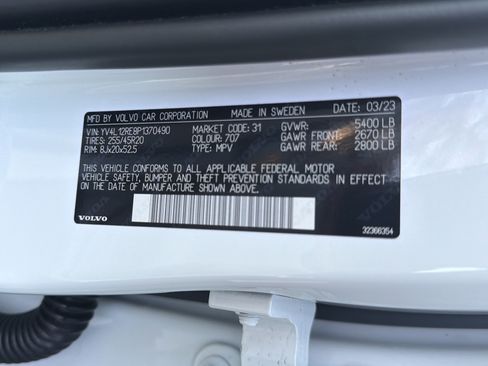 MFD BY VOLVO CAR CORPORATION MADE IN SWEDEN DATE: 03/23
VIN: YV4L12RE8P1370490 MARKET CODE: 31 GVWR: 5400 LB
TIRES: 255/45R20 COLOUR: 707 GAWR FRONT: 2670 LB
RIM: 8Jx20x52.5 TYPE: MPV GAWR REAR: 2800 LB
THIS VEHICLE CONFORMS TO ALL APPLICABLE FEDERAL MOTOR
VEHICLE SAFETY, BUMPER AND THEFT PREVENTION STANDARDS IN
EFFECT ON THE DATE OF MANUFACTURE SHOWN ABOVE.
VOLVO 32366354